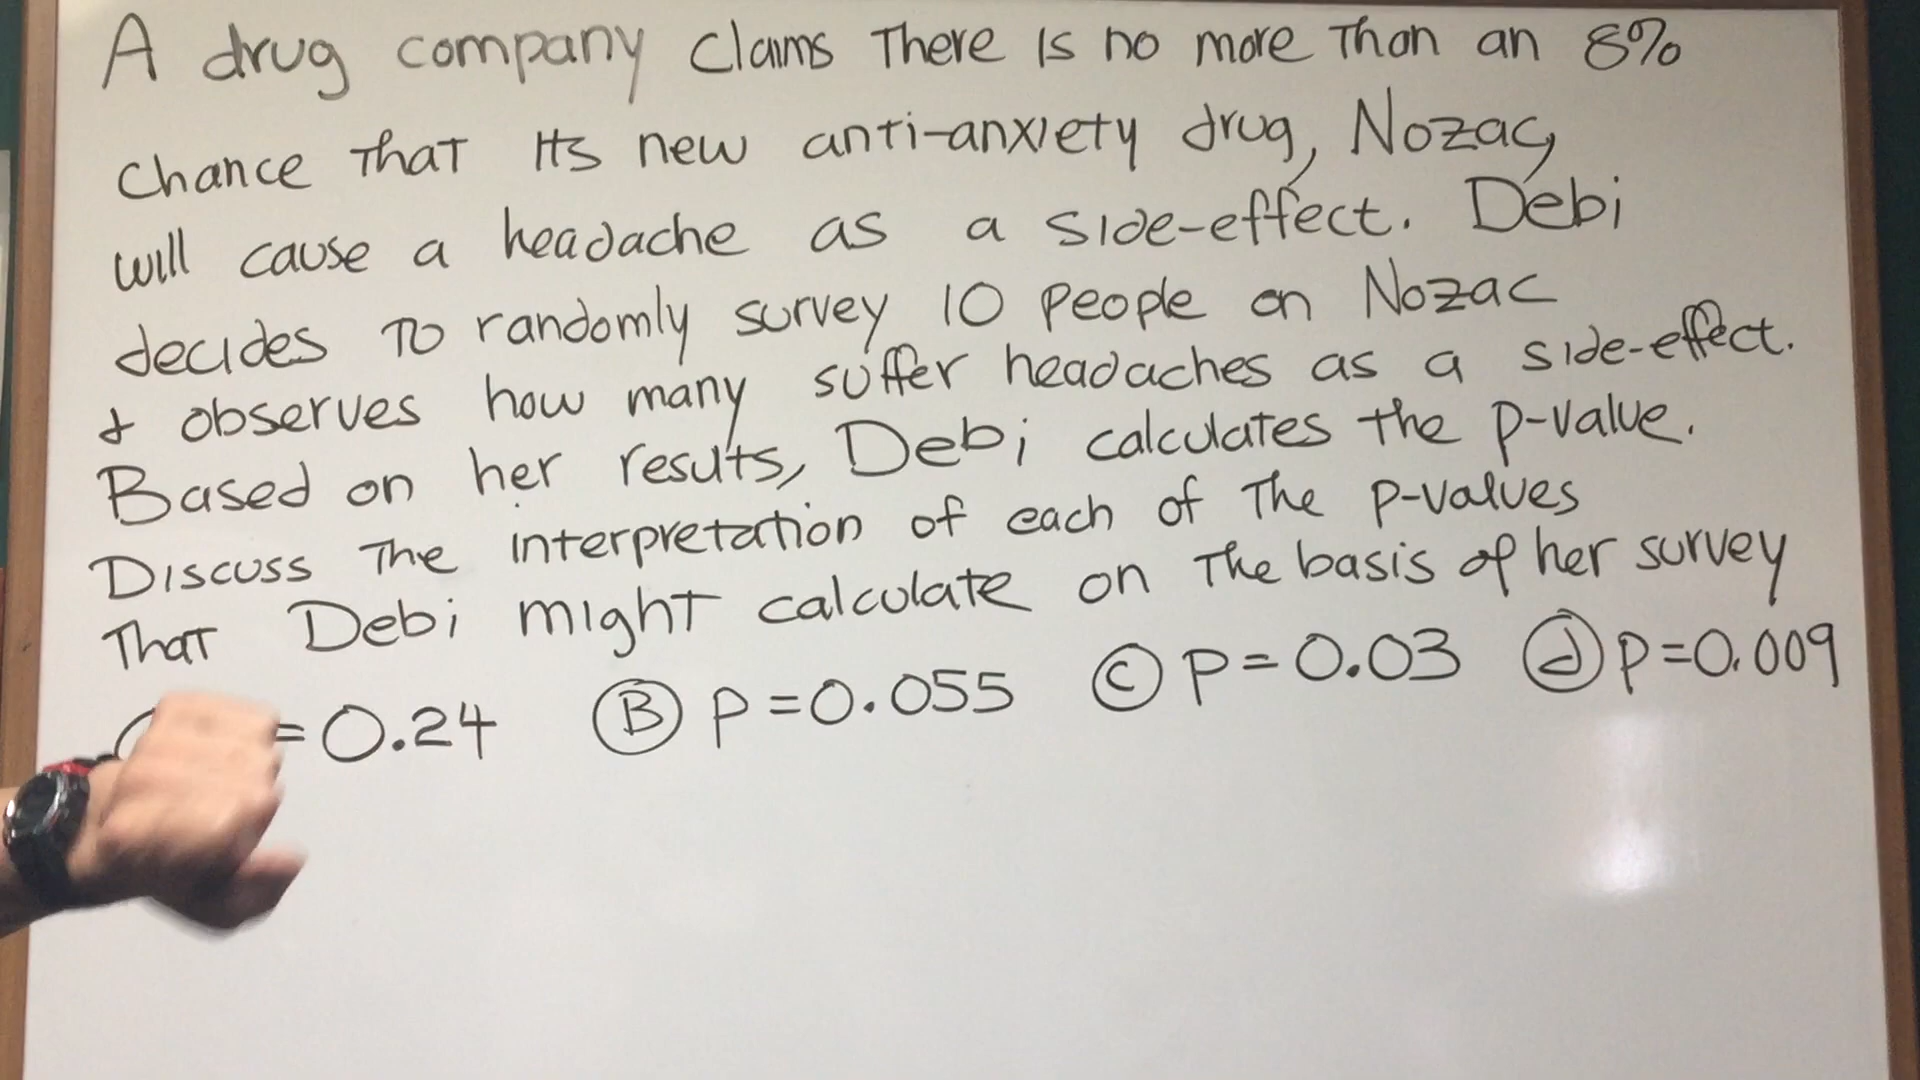 A drug company claims There Is no more Than an 8%
Chance That Its new anti-anxiety drug, Nozac,
will cause a headache as a side-effect. Debi
decides To randomly survey 10 people on Nozac
& observes how many suffer headaches as a side-effect.
Based on her results, Debi calculates the p-value.
Discuss The interpretation of each of The p-values
That Debi might calculate on The basis of her survey
= 0.24 B p = 0.055 C p = 0.03 d p = 0.009